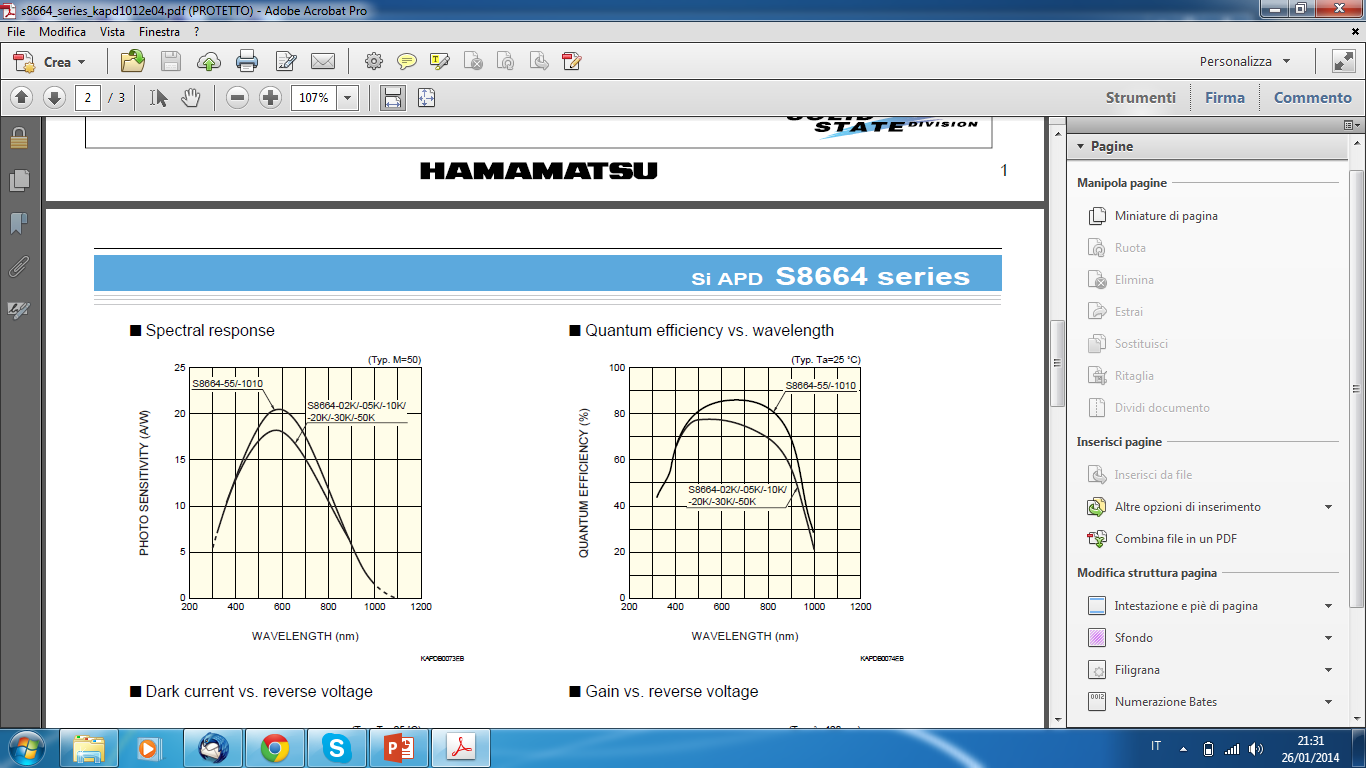 s8664_series_kapd1012e04.pdf (PROTETTO) - Adobe Acrobat Pro
File Modifica Vista Finestra ?
Crea
Personalizza
2 / 3
107%
Strumenti Firma Commento
STATE DIVISION
HAMAMATSU
1
Si APD S8664 series
■ Spectral response
(Typ. M=50)
PHOTO SENSITIVITY (A/W)
25
20
15
10
5
0
S8664-55/-1010
S8664-02K/-05K/-10K/
-20K/-30K/-50K
200 400 600 800 1000 1200
WAVELENGTH (nm)
KAPDB0073EB
■ Quantum efficiency vs. wavelength
(Typ. Ta=25 °C)
QUANTUM EFFICIENCY (%)
100
80
60
40
20
0
S8664-55/-1010
S8664-02K/-05K/-10K/
-20K/-30K/-50K
200 400 600 800 1000 1200
WAVELENGTH (nm)
KAPDB0074EB
■ Dark current vs. reverse voltage
■ Gain vs. reverse voltage
Pagine
Manipola pagine
Miniature di pagina
Ruota
Elimina
Estrai
Sostituisci
Ritaglia
Dividi documento
Inserisci pagine
Inserisci da file
Altre opzioni di inserimento
Combina file in un PDF
Modifica struttura pagina
Intestazione e piè di pagina
Sfondo
Filigrana
Numerazione Bates
IT
21:31
26/01/2014